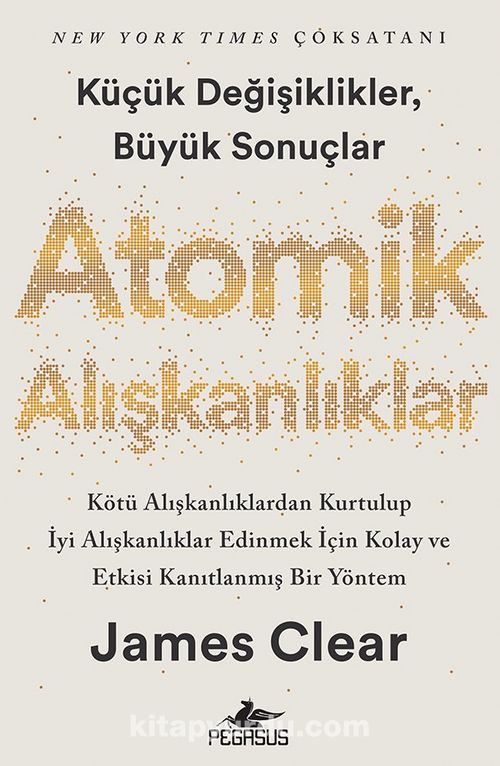 NEW YORK TIMES ÇOKSATANI
Küçük Değişiklikler,
Büyük Sonuçlar
Atomik
Alışkanlıklar
Kötü Alışkanlıklardan Kurtulup
İyi Alışkanlıklar Edinmek İçin Kolay ve
Etkisi Kanıtlanmış Bir Yöntem
James Clear
kitapyurdu.com
PEGASUS